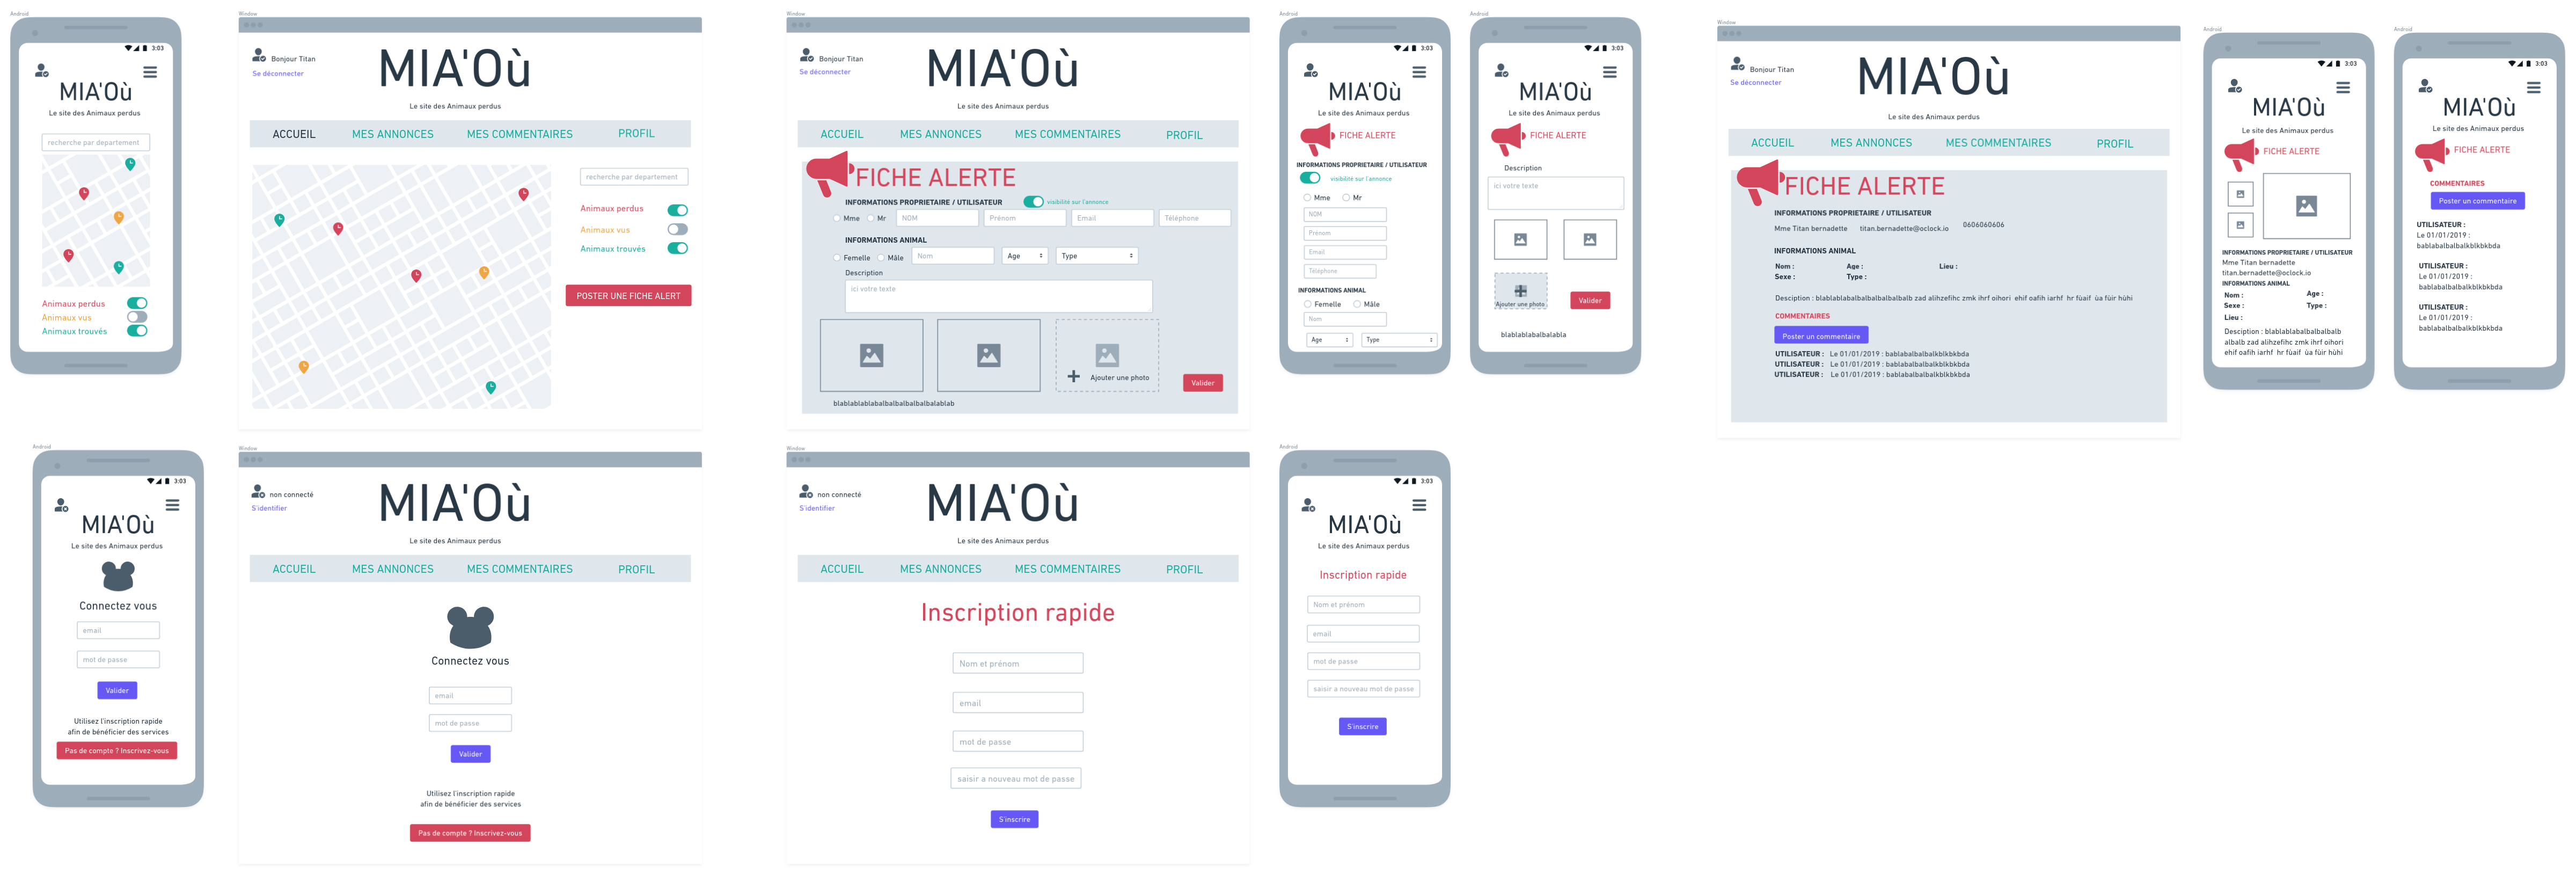 Android
3:03
MIA'Où
Le site des Animaux perdus
recherche par departement
Animaux perdus
Animaux vus
Animaux trouvés
Window
Bonjour Titan
Se déconnecter
MIA'Où
Le site des Animaux perdus
ACCUEIL MES ANNONCES MES COMMENTAIRES PROFIL
recherche par departement
Animaux perdus
Animaux vus
Animaux trouvés
POSTER UNE FICHE ALERT
Window
Bonjour Titan
Se déconnecter
MIA'Où
Le site des Animaux perdus
ACCUEIL MES ANNONCES MES COMMENTAIRES PROFIL
FICHE ALERTE
INFORMATIONS PROPRIETAIRE / UTILISATEUR visibilité sur l'annonce
Mme Mr NOM Prénom Email Téléphone
INFORMATIONS ANIMAL
Femelle Mâle Nom Age Type
Description
ici votre texte
Ajouter une photo
Valider
blablablablabalbalbalbalbalablab
Android
3:03
MIA'Où
Le site des Animaux perdus
FICHE ALERTE
INFORMATIONS PROPRIETAIRE / UTILISATEUR
visibilité sur l'annonce
Mme Mr
NOM
Prénom
Email
Téléphone
INFORMATIONS ANIMAL
Femelle Mâle
Nom
Age Type
Android
3:03
MIA'Où
Le site des Animaux perdus
FICHE ALERTE
Description
ici votre texte
Ajouter une photo
Valider
blablablabalbalabla
Window
Bonjour Titan
Se déconnecter
MIA'Où
Le site des Animaux perdus
ACCUEIL MES ANNONCES MES COMMENTAIRES PROFIL
FICHE ALERTE
INFORMATIONS PROPRIETAIRE / UTILISATEUR
Mme Titan bernadette titan.bernadette@oclock.io 0606060606
INFORMATIONS ANIMAL
Nom : Age : Lieu :
Sexe : Type :
Desciption : blablablabalbalbalbalbalb zad alihzefihc zmk ihrf oihori ehif oafih iarhf hr fùaif ùa fùir hùhi
COMMENTAIRES
Poster un commentaire
UTILISATEUR : Le 01/01/2019 : bablabalbalbalkblkbkbda
UTILISATEUR : Le 01/01/2019 : bablabalbalbalkblkbkbda
UTILISATEUR : Le 01/01/2019 : bablabalbalbalkblkbkbda
Android
3:03
MIA'Où
Le site des Animaux perdus
FICHE ALERTE
INFORMATIONS PROPRIETAIRE / UTILISATEUR
Mme Titan bernadette
titan.bernadette@oclock.io
INFORMATIONS ANIMAL
Nom : Age :
Sexe : Type :
Lieu :
Desciption : blablablabalbalbalbalb
albalb zad alihzefihc zmk ihrf oihori
ehif oafih iarhf hr fùaif ùa fùir hùhi
Android
3:03
MIA'Où
Le site des Animaux perdus
FICHE ALERTE
COMMENTAIRES
Poster un commentaire
UTILISATEUR :
Le 01/01/2019 :
bablabalbalbalkblkbkbda
UTILISATEUR :
Le 01/01/2019 :
bablabalbalbalkblkbkbda
UTILISATEUR :
Le 01/01/2019 :
bablabalbalbalkblkbkbda
Android
3:03
MIA'Où
Le site des Animaux perdus
Connectez vous
email
mot de passe
Valider
Utilisez l'inscription rapide
afin de bénéficier des services
Pas de compte ? Inscrivez-vous
Window
non connecté
S'identifier
MIA'Où
Le site des Animaux perdus
ACCUEIL MES ANNONCES MES COMMENTAIRES PROFIL
Connectez vous
email
mot de passe
Valider
Utilisez l'inscription rapide
afin de bénéficier des services
Pas de compte ? Inscrivez-vous
Window
non connecté
S'identifier
MIA'Où
Le site des Animaux perdus
ACCUEIL MES ANNONCES MES COMMENTAIRES PROFIL
Inscription rapide
Nom et prénom
email
mot de passe
saisir a nouveau mot de passe
S'inscrire
Android
3:03
MIA'Où
Le site des Animaux perdus
Inscription rapide
Nom et prénom
email
mot de passe
saisir a nouveau mot de passe
S'inscrire